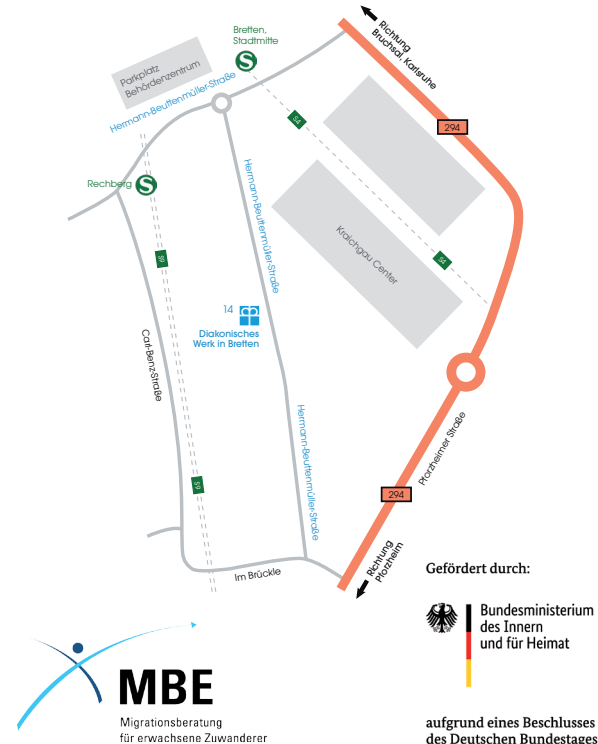 Richtung
Bruchsal, Karlsruhe
Bretten,
Stadtmitte
S
Parkplatz
Behördenzentrum
Hermann-Beuttenmüller-Straße
S4
294
Rechberg
S
Hermann-Beuttenmüller-Straße
Kraichgau Center
S4
S9
14
Diakonisches
Werk in Bretten
Carl-Benz-Straße
Hermann-Beuttenmüller-Straße
Pforzheimer Straße
S9
294
Richtung
Pforzheim
Im Brückle
Gefördert durch:
Bundesministerium
des Innern
und für Heimat
MBE
Migrationsberatung
für erwachsene Zuwanderer
aufgrund eines Beschlusses
des Deutschen Bundestages